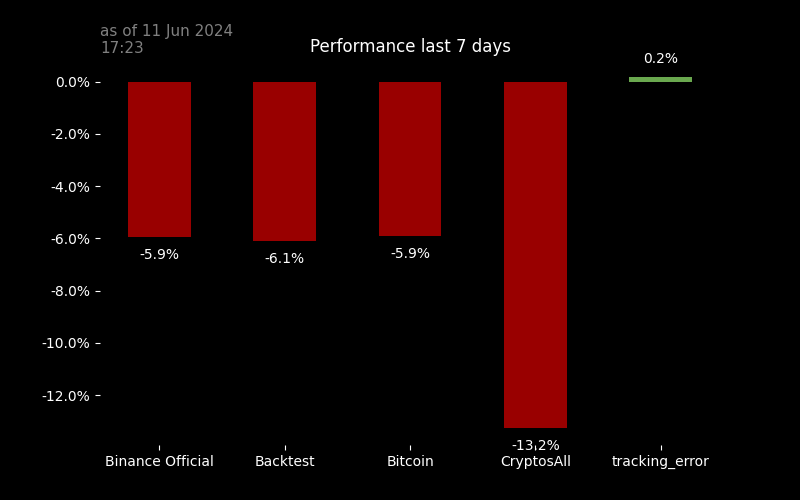 as of 11 Jun 2024
17:23
Performance last 7 days
0.2%
0.0%
-2.0%
-4.0%
-6.0%
-8.0%
-10.0%
-12.0%
-5.9%
-6.1%
-5.9%
-13.2%
Binance Official
Backtest
Bitcoin
CryptosAll
tracking_error